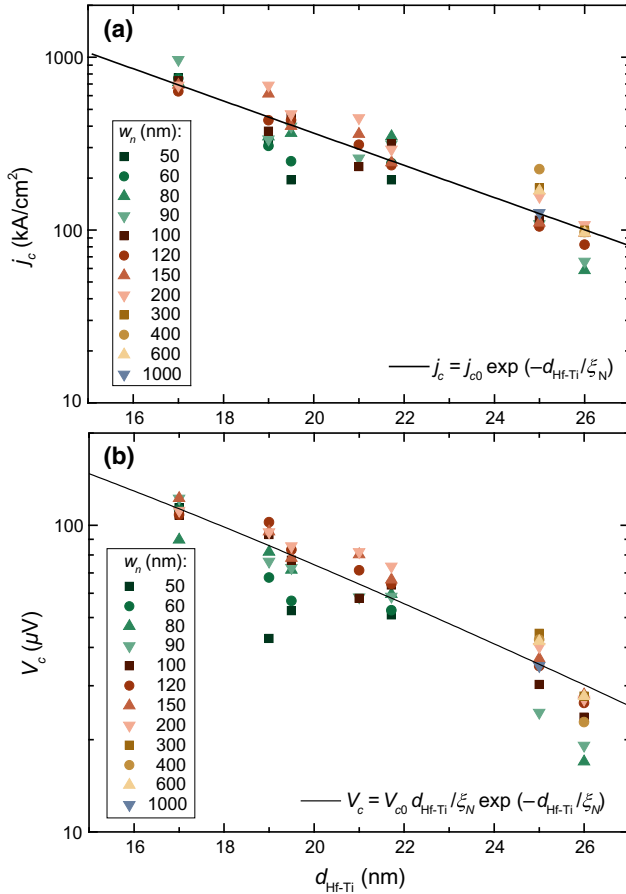 (a)
1000
100
10
j_c (kA/cm²)
w_n (nm):
50
60
80
90
100
120
150
200
300
400
600
1000
j_c = j_c0 exp (−d_Hf-Ti/ξ_N)
16 18 20 22 24 26
(b)
100
10
V_c (µV)
w_n (nm):
50
60
80
90
100
120
150
200
300
400
600
1000
V_c = V_c0 d_Hf-Ti/ξ_N exp (−d_Hf-Ti/ξ_N)
16 18 20 22 24 26
d_Hf-Ti (nm)